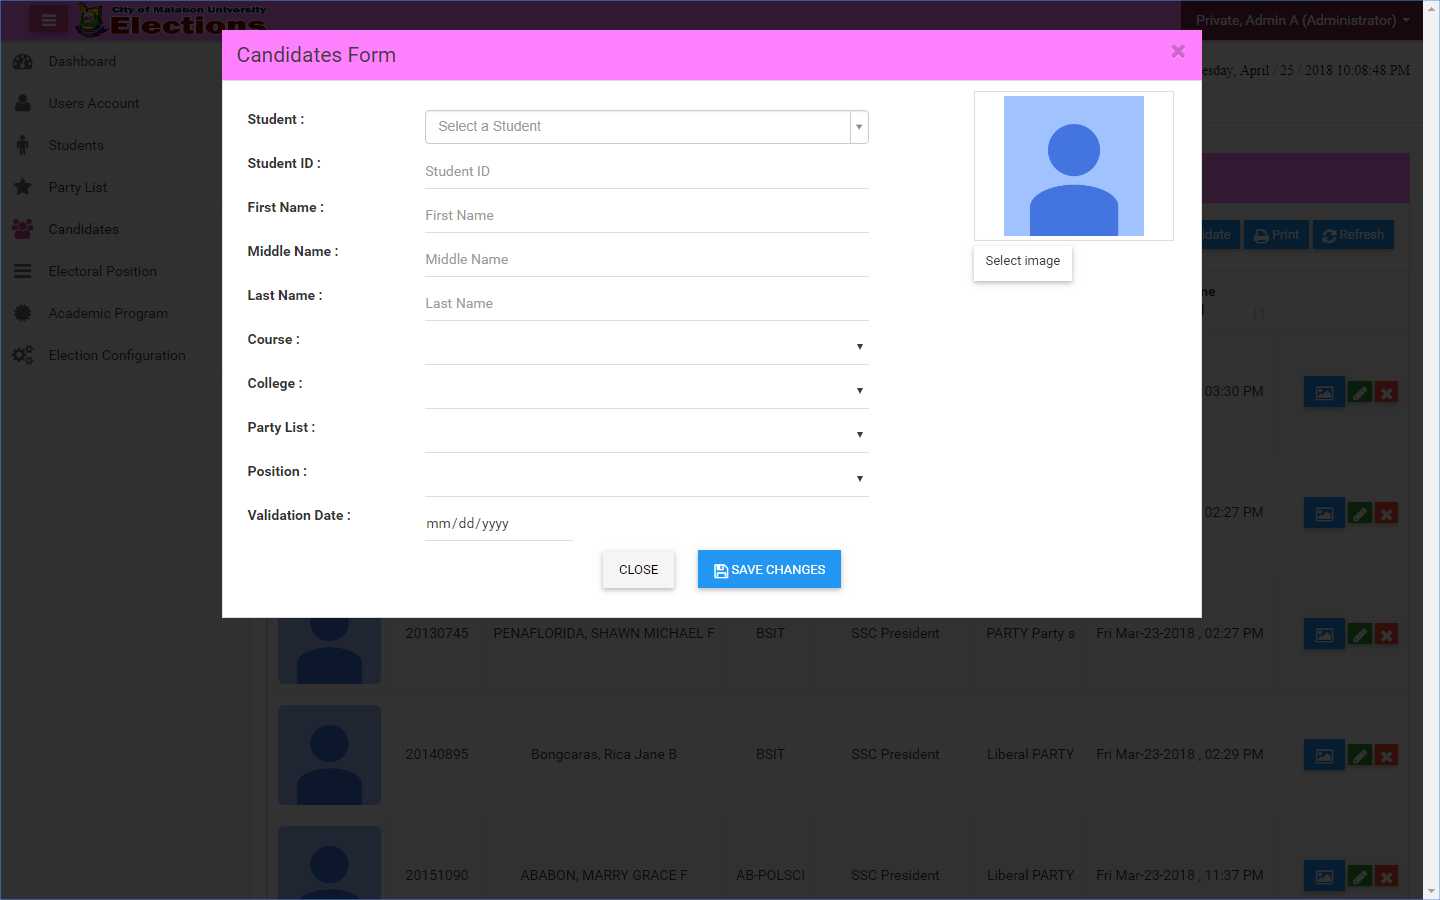 City of Malabon University
Elections
Private, Admin A (Administrator)
Dashboard
Users Account
Students
Party List
Candidates
Electoral Position
Academic Program
Election Configuration
esday, April / 25 / 2018 10:08:48 PM
Candidates Form
×
Student :
Select a Student
Student ID :
Student ID
First Name :
First Name
Middle Name :
Middle Name
Last Name :
Last Name
Course :
College :
Party List :
Position :
Validation Date :
mm/dd/yyyy
CLOSE
SAVE CHANGES
Select image
date
Print
Refresh
me
03:30 PM
02:27 PM
20130745 PENAFLORIDA, SHAWN MICHAEL F BSIT SSC President PARTY Party s Fri Mar-23-2018 , 02:27 PM
20140895 Bongcaras, Rica Jane B BSIT SSC President Liberal PARTY Fri Mar-23-2018 , 02:29 PM
20151090 ABABON, MARRY GRACE F AB-POLSCI SSC President Liberal PARTY Fri Mar-23-2018 , 11:37 PM